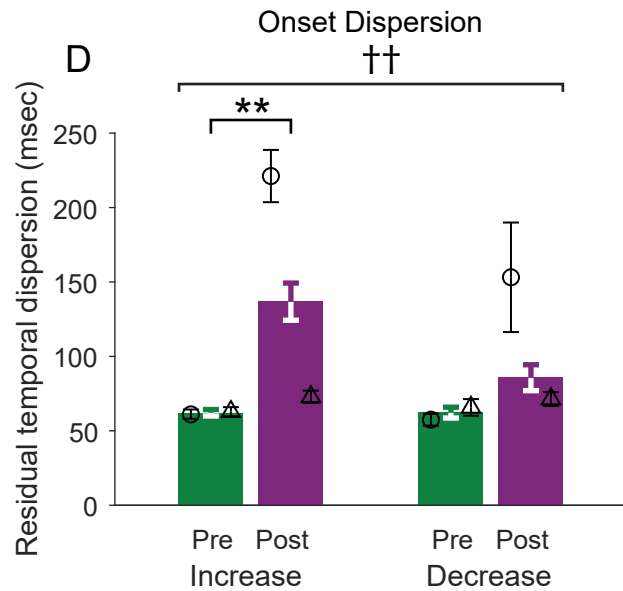 Onset Dispersion
D
††
**
Residual temporal dispersion (msec)
250
200
150
100
50
0
Pre Post Pre Post
Increase Decrease